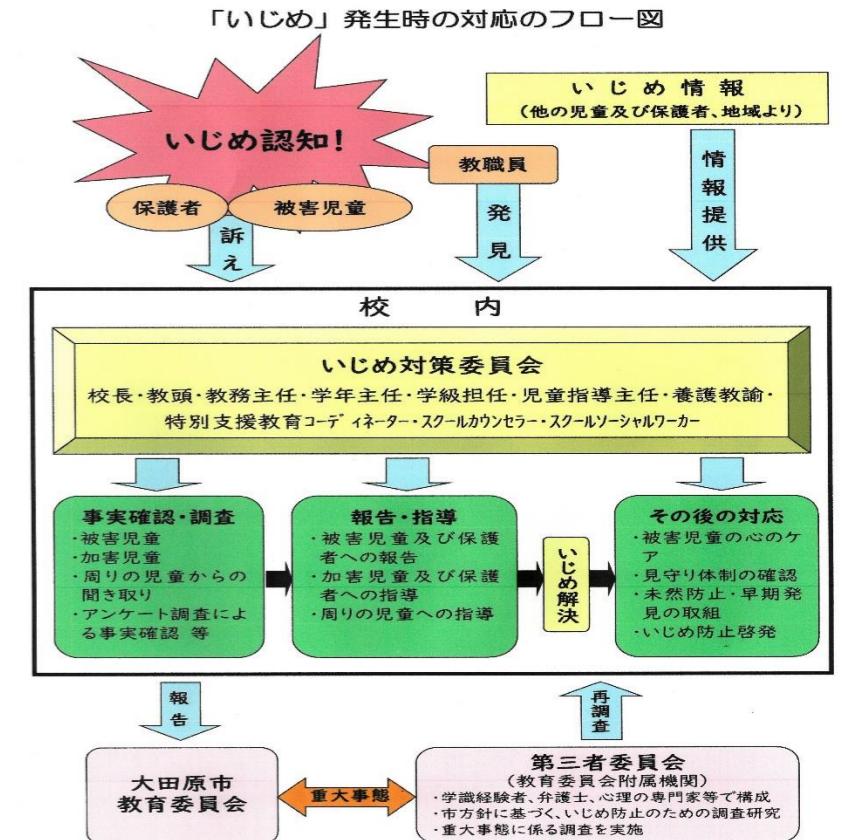 「いじめ」発生時の対応のフロー図
いじめ認知!
いじめ情報
(他の児童及び保護者、地域より)
保護者
被害児童
教職員
訴え
発見
情報提供
校内
いじめ対策委員会
校長・教頭・教務主任・学年主任・学級担任・児童指導主任・養護教諭・
特別支援教育コーディネーター・スクールカウンセラー・スクールソーシャルワーカー
事実確認・調査
・被害児童
・加害児童
・周りの児童からの
聞き取り
・アンケート調査によ
る事実確認 等
報告・指導
・被害児童及び保護
者への報告
・加害児童及び保護
者への指導
・周りの児童への指導
いじめ解決
その後の対応
・被害児童の心のケ
ア
・見守り体制の確認
・未然防止・早期発
見の取組
・いじめ防止啓発
報告
再調査
大田原市
教育委員会
重大事態
第三者委員会
(教育委員会附属機関)
・学識経験者、弁護士、心理の専門家等で構成
・市方針に基づく、いじめ防止のための調査研究
・重大事態に係る調査を実施